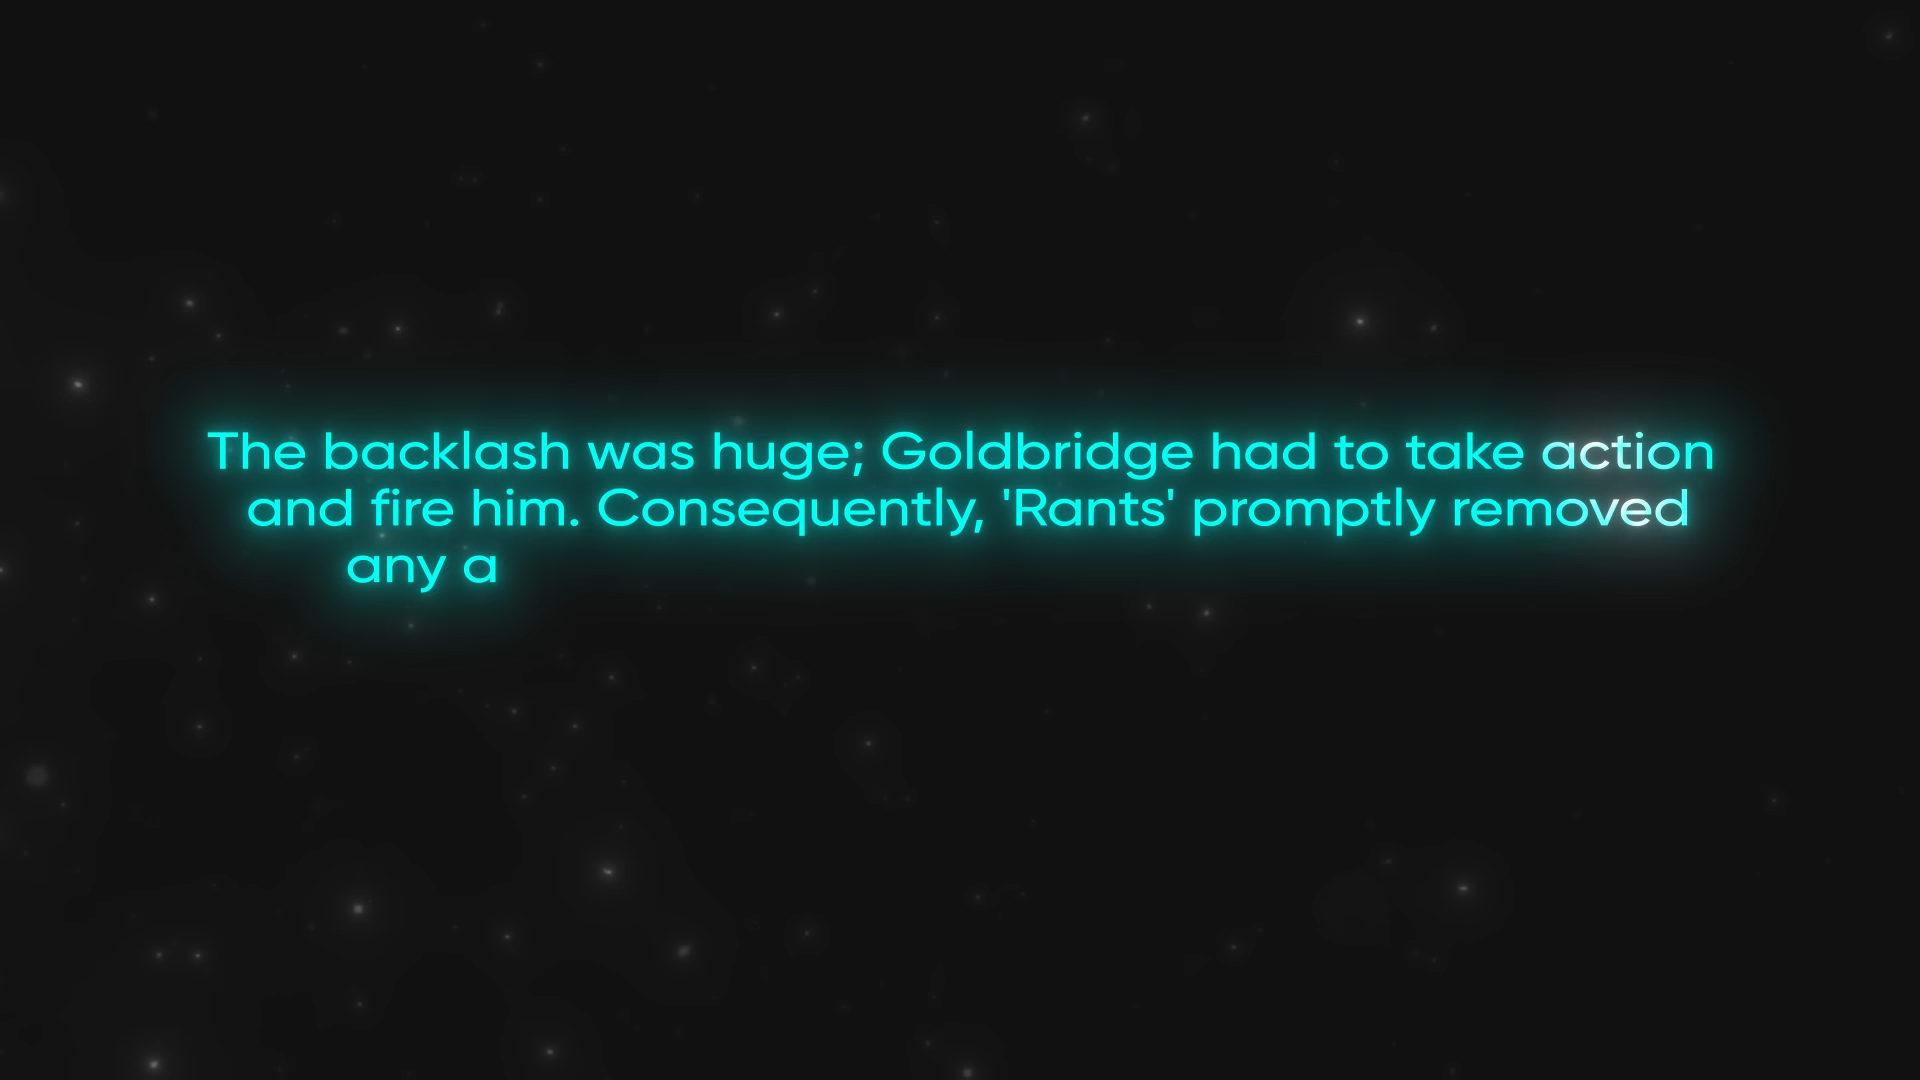 The backlash was huge; Goldbridge had to take action
and fire him. Consequently, 'Rants' promptly removed
any a